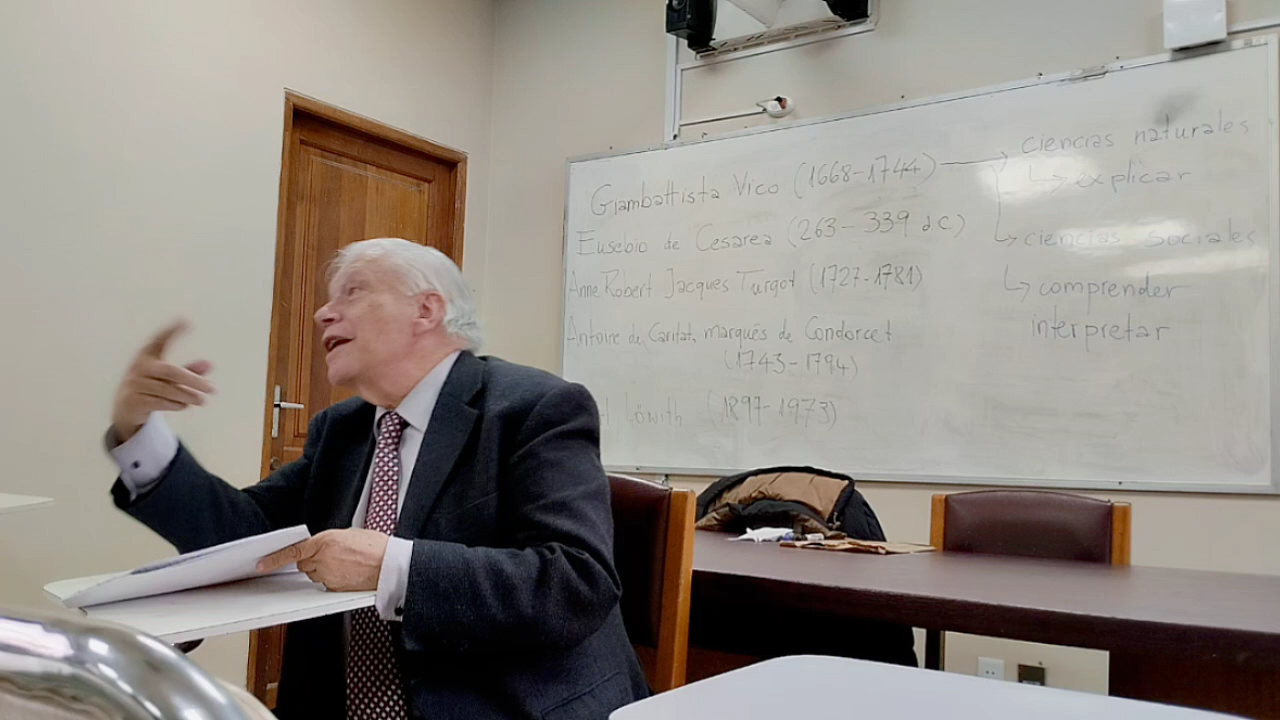 Giambattista Vico (1668-1744)
Eusebio de Cesarea (263-339 d C)
Anne Robert Jacques Turgot (1727-1781)
Antoine de Caritat, marqués de Condorcet
(1743-1794)
Löwith (1897-1973)
ciencias naturales
explicar
ciencias sociales
comprender
interpretar